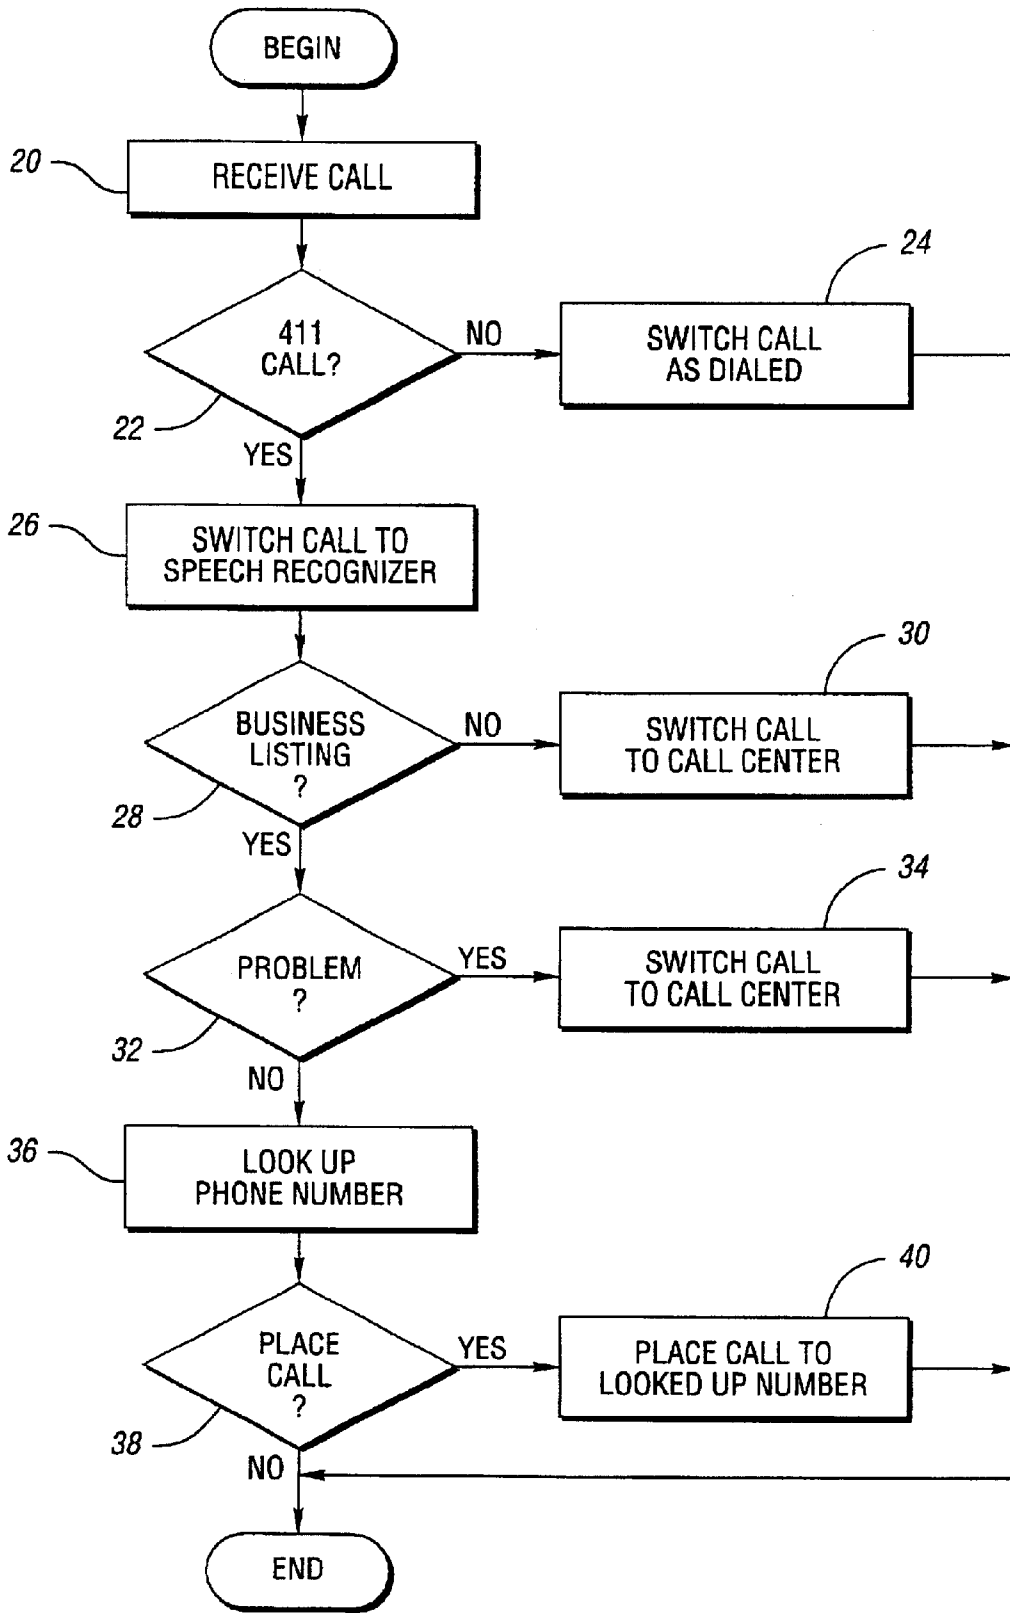 BEGIN
20
RECEIVE CALL
24
411
CALL?
NO
SWITCH CALL
AS DIALED
22
YES
26
SWITCH CALL TO
SPEECH RECOGNIZER
30
BUSINESS
LISTING
?
NO
SWITCH CALL
TO CALL CENTER
28
YES
34
PROBLEM
?
YES
SWITCH CALL
TO CALL CENTER
32
NO
36
LOOK UP
PHONE NUMBER
40
PLACE
CALL
?
YES
PLACE CALL TO
LOOKED UP NUMBER
38
NO
END